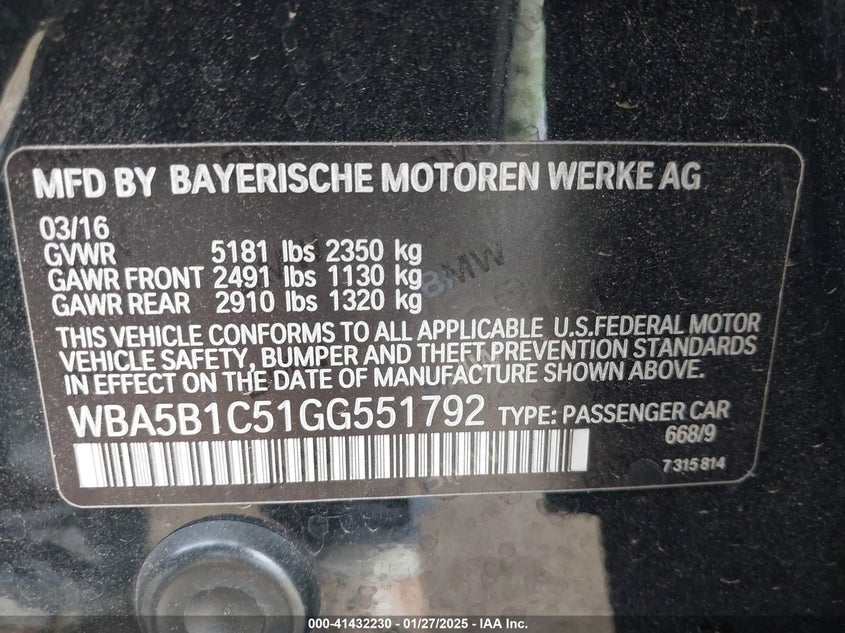 MFD BY BAYERISCHE MOTOREN WERKE AG
03/16
GVWR 5181 lbs 2350 kg
GAWR FRONT 2491 lbs 1130 kg
GAWR REAR 2910 lbs 1320 kg
THIS VEHICLE CONFORMS TO ALL APPLICABLE U.S.FEDERAL MOTOR
VEHICLE SAFETY, BUMPER AND THEFT PREVENTION STANDARDS
IN EFFECT ON THE DATE OF MANUFACTURE SHOWN ABOVE.
WBA5B1C51GG551792 TYPE: PASSENGER CAR
668/9
7315814
BMW
000-41432230 - 01/27/2025 - IAA Inc.